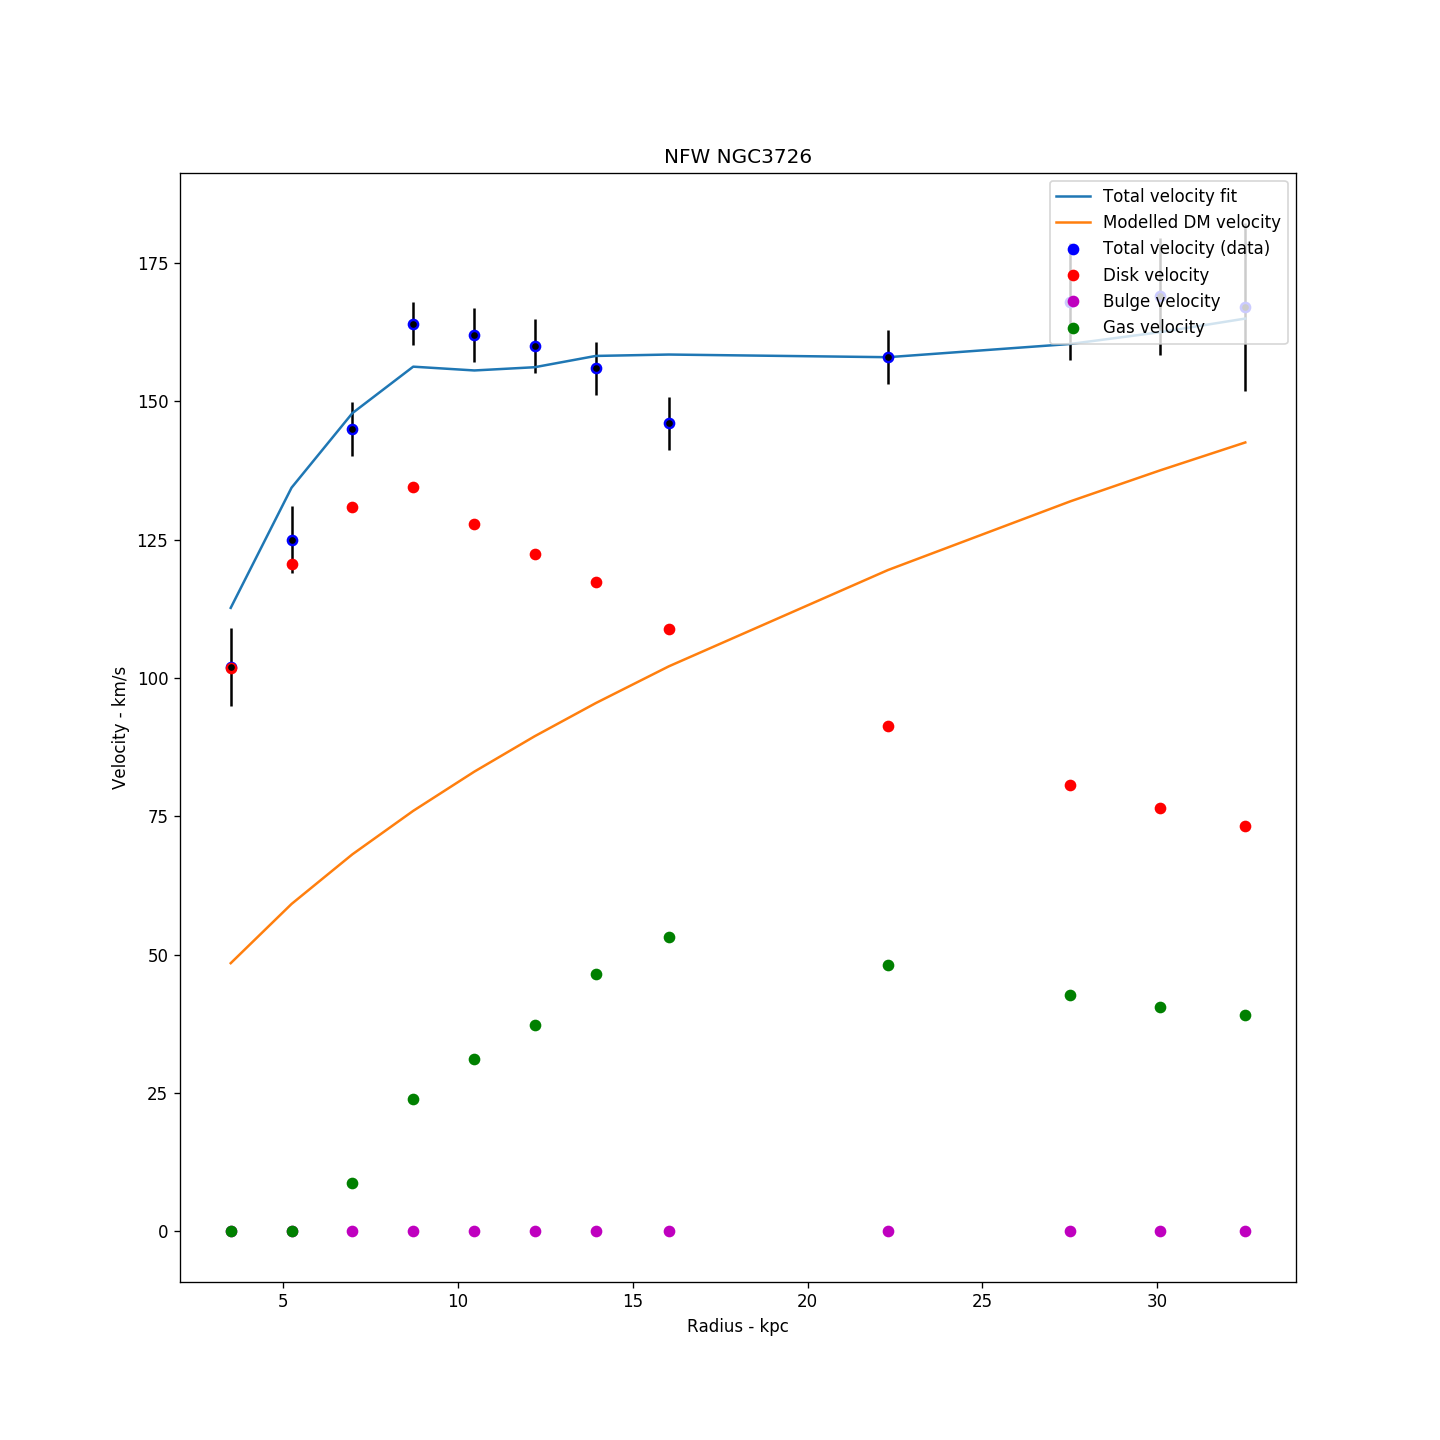 NFW NGC3726
Total velocity fit
Modelled DM velocity
Total velocity (data)
Disk velocity
Bulge velocity
Gas velocity
175
150
125
100
75
50
25
0
Velocity - km/s
5 10 15 20 25 30
Radius - kpc